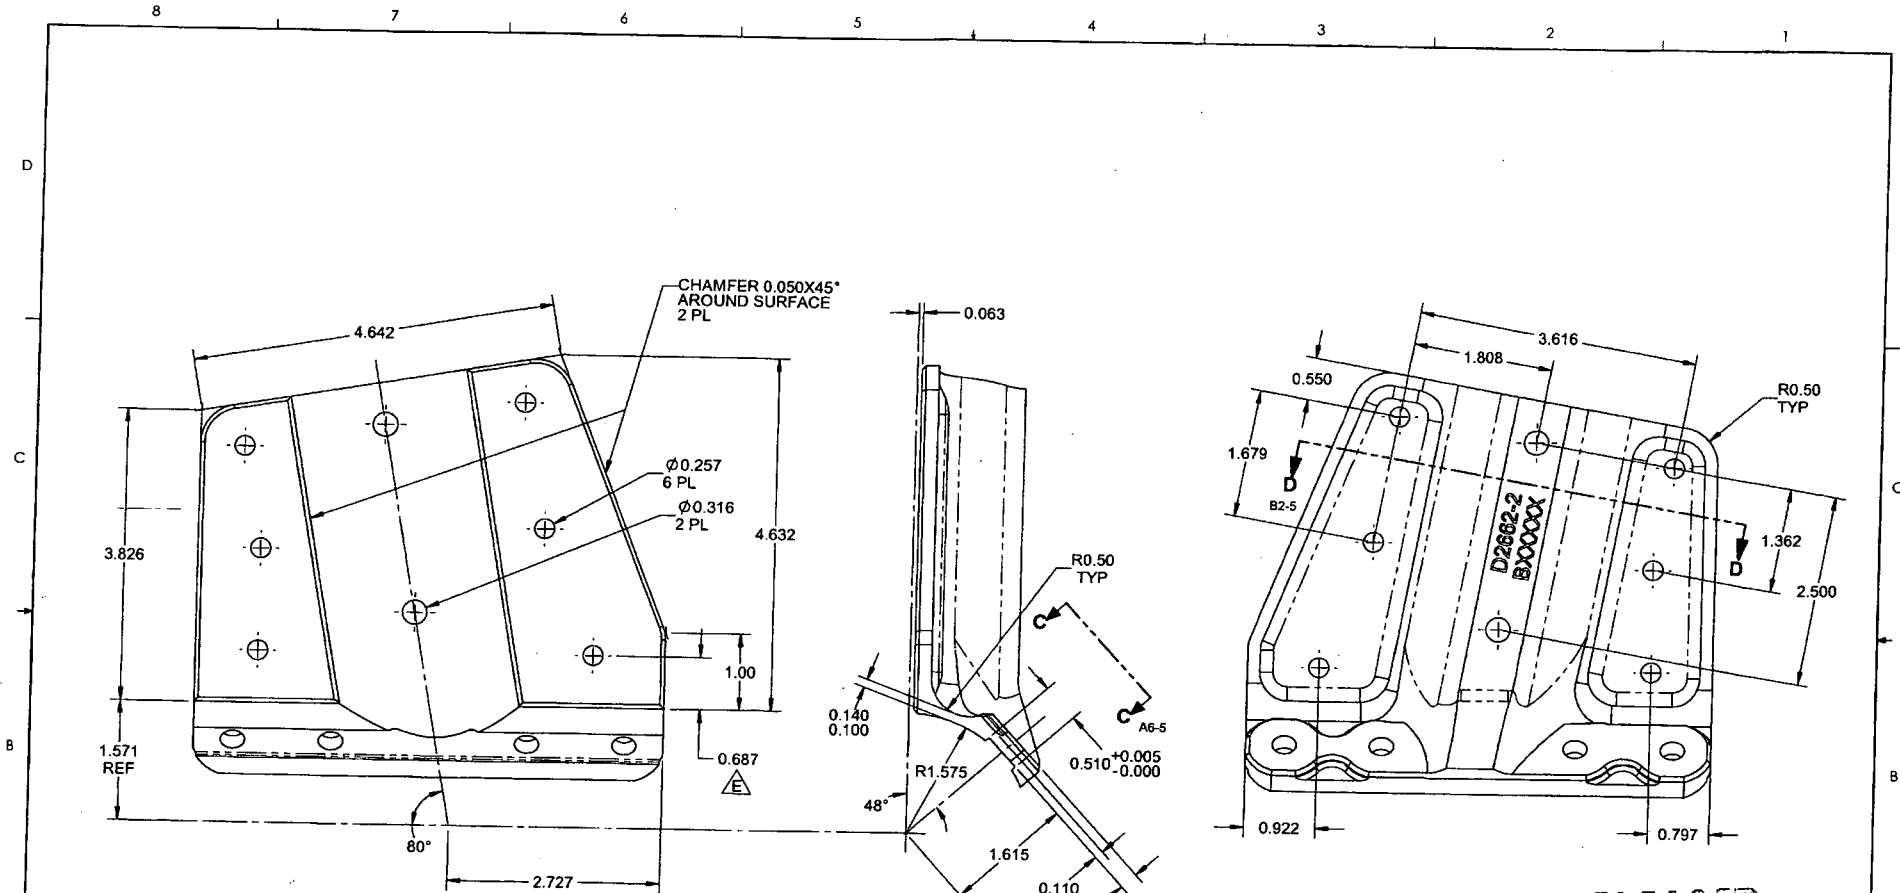 8 7 6 5 4 3 2 1
D
C
B
C
B
4.642
CHAMFER 0.050X45°
AROUND SURFACE
2 PL
Ø0.257
6 PL
Ø0.316
2 PL
3.826
4.632
1.00
0.687
E
1.571
REF
80°
2.727
0.063
R0.50
TYP
C
C
A6-5
0.140
0.100
R1.575
48°
0.510 +0.005
-0.000
1.615
0.110
3.616
1.808
0.550
R0.50
TYP
1.679
D
B2-5
D2662-2
BXXXXX
D
1.362
2.500
0.922
0.797